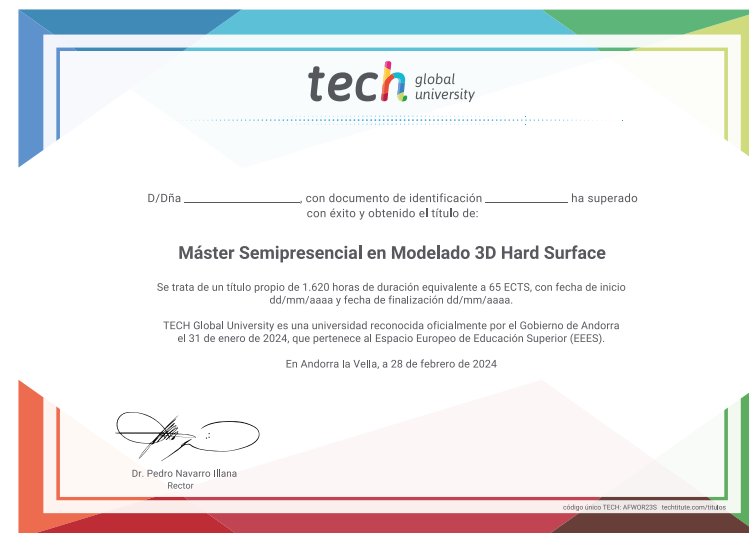 tech global
university
D/Dña ____________________, con documento de identificación ______________ ha superado
con éxito y obtenido el título de:
Máster Semipresencial en Modelado 3D Hard Surface
Se trata de un título propio de 1.620 horas de duración equivalente a 65 ECTS, con fecha de inicio
dd/mm/aaaa y fecha de finalización dd/mm/aaaa.
TECH Global University es una universidad reconocida oficialmente por el Gobierno de Andorra
el 31 de enero de 2024, que pertenece al Espacio Europeo de Educación Superior (EEES).
En Andorra la Vella, a 28 de febrero de 2024
Dr. Pedro Navarro Illana
Rector
código único TECH: AFWOR23S techtitute.com/titulos